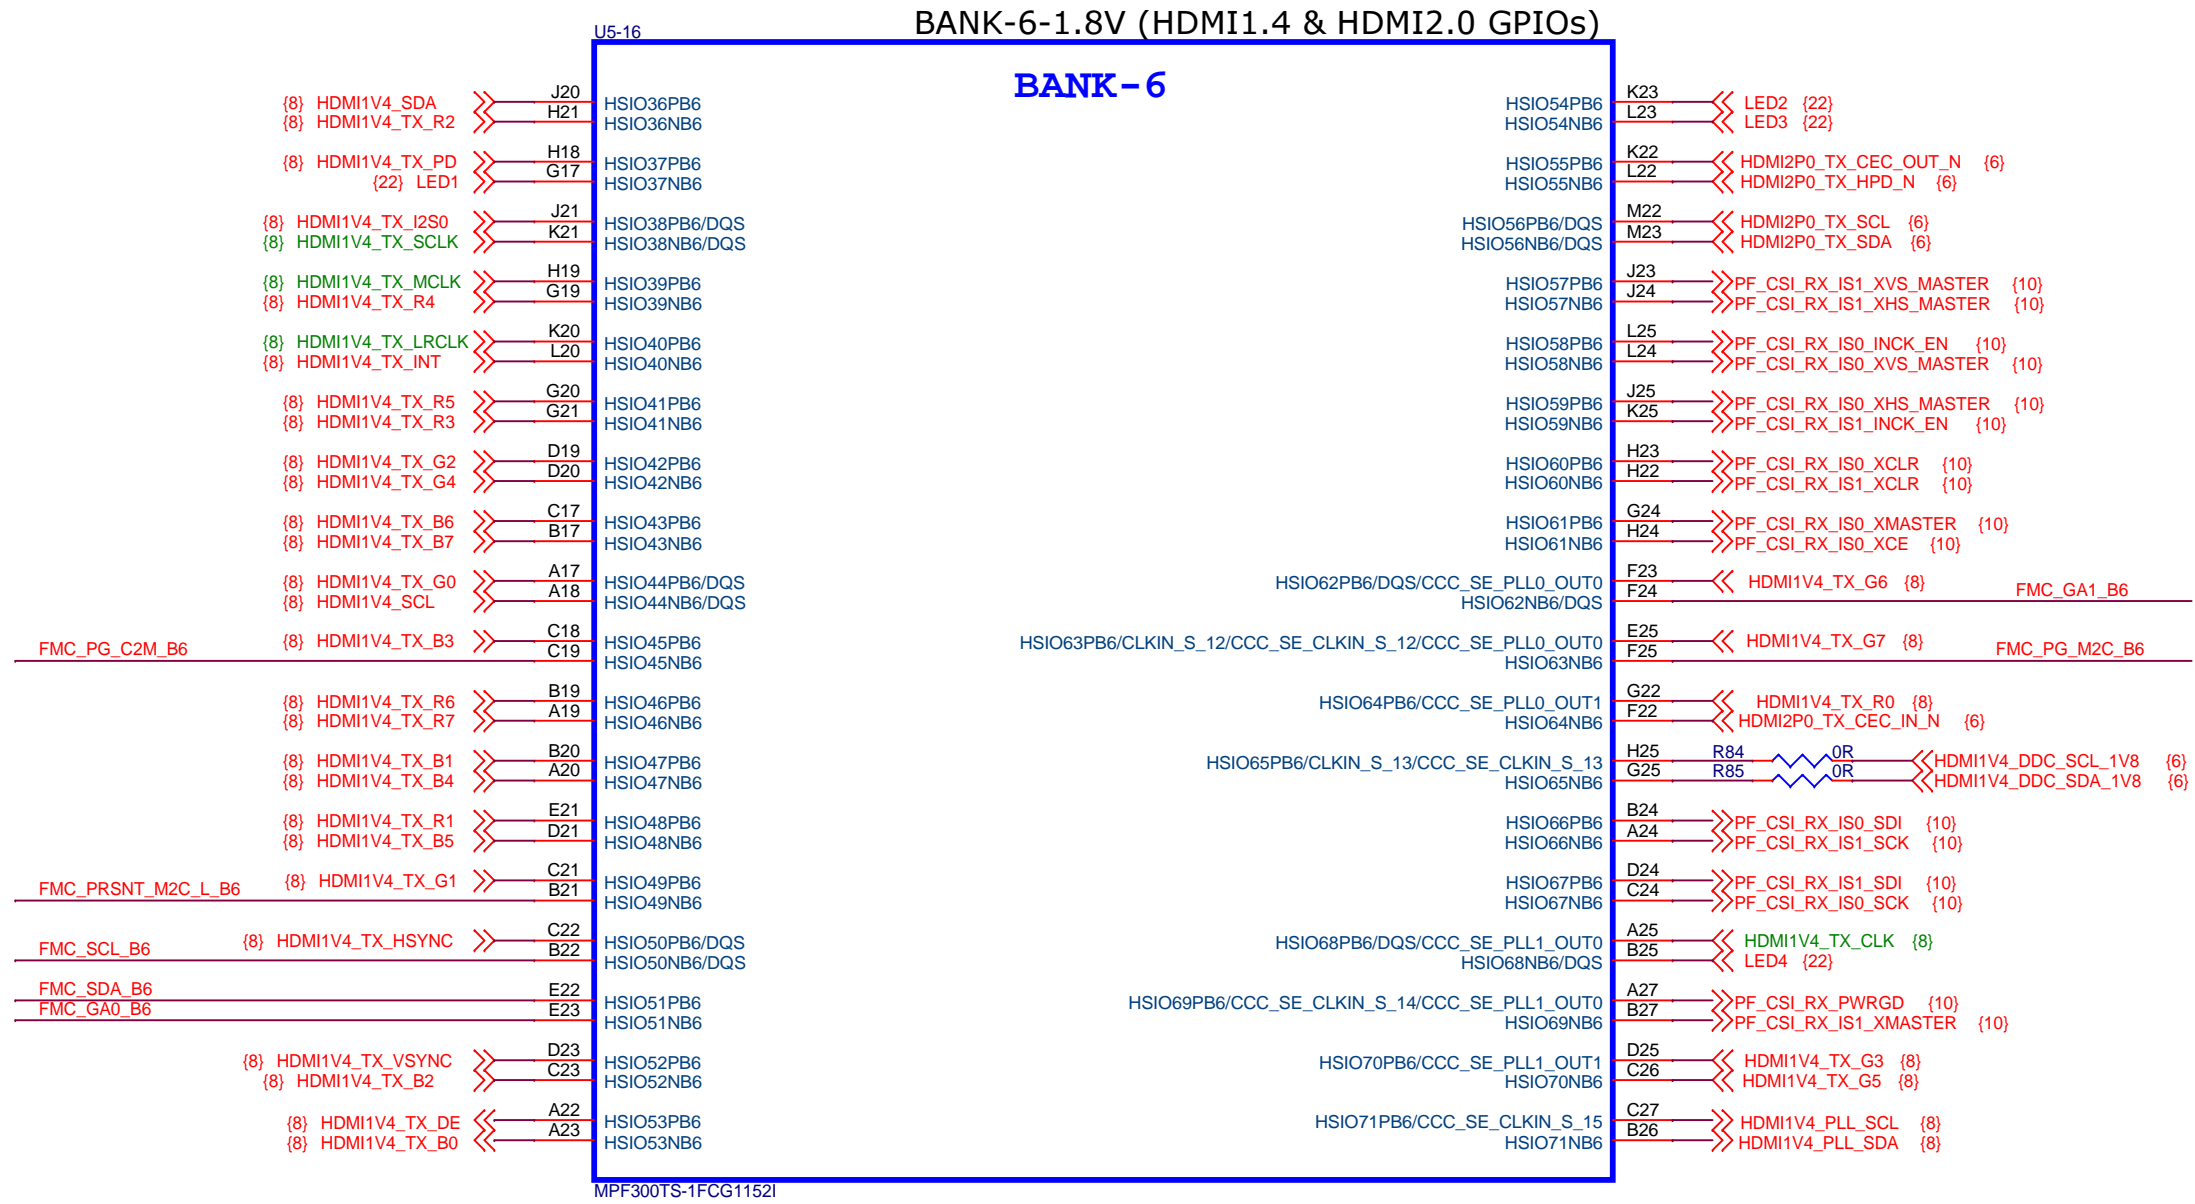 BANK-6-1.8V (HDMI1.4 & HDMI2.0 GPIOs)
U5-16
BANK-6
{8} HDMI1V4_SDA J20 HSIO36PB6
{8} HDMI1V4_TX_R2 H21 HSIO36NB6
{8} HDMI1V4_TX_PD H18 HSIO37PB6
{22} LED1 G17 HSIO37NB6
{8} HDMI1V4_TX_I2S0 J21 HSIO38PB6/DQS
{8} HDMI1V4_TX_SCLK K21 HSIO38NB6/DQS
{8} HDMI1V4_TX_MCLK H19 HSIO39PB6
{8} HDMI1V4_TX_R4 G19 HSIO39NB6
{8} HDMI1V4_TX_LRCLK K20 HSIO40PB6
{8} HDMI1V4_TX_INT L20 HSIO40NB6
{8} HDMI1V4_TX_R5 G20 HSIO41PB6
{8} HDMI1V4_TX_R3 G21 HSIO41NB6
{8} HDMI1V4_TX_G2 D19 HSIO42PB6
{8} HDMI1V4_TX_G4 D20 HSIO42NB6
{8} HDMI1V4_TX_B6 C17 HSIO43PB6
{8} HDMI1V4_TX_B7 B17 HSIO43NB6
{8} HDMI1V4_TX_G0 A17 HSIO44PB6/DQS
{8} HDMI1V4_SCL A18 HSIO44NB6/DQS
{8} HDMI1V4_TX_B3 C18 HSIO45PB6
FMC_PG_C2M_B6 C19 HSIO45NB6
{8} HDMI1V4_TX_R6 B19 HSIO46PB6
{8} HDMI1V4_TX_R7 A19 HSIO46NB6
{8} HDMI1V4_TX_B1 B20 HSIO47PB6
{8} HDMI1V4_TX_B4 A20 HSIO47NB6
{8} HDMI1V4_TX_R1 E21 HSIO48PB6
{8} HDMI1V4_TX_B5 D21 HSIO48NB6
{8} HDMI1V4_TX_G1 C21 HSIO49PB6
FMC_PRSNT_M2C_L_B6 B21 HSIO49NB6
{8} HDMI1V4_TX_HSYNC C22 HSIO50PB6/DQS
FMC_SCL_B6 B22 HSIO50NB6/DQS
FMC_SDA_B6 E22 HSIO51PB6
FMC_GA0_B6 E23 HSIO51NB6
{8} HDMI1V4_TX_VSYNC D23 HSIO52PB6
{8} HDMI1V4_TX_B2 C23 HSIO52NB6
{8} HDMI1V4_TX_DE A22 HSIO53PB6
{8} HDMI1V4_TX_B0 A23 HSIO53NB6
HSIO54PB6 K23 LED2 {22}
HSIO54NB6 L23 LED3 {22}
HSIO55PB6 K22 HDMI2P0_TX_CEC_OUT_N {6}
HSIO55NB6 L22 HDMI2P0_TX_HPD_N {6}
HSIO56PB6/DQS M22 HDMI2P0_TX_SCL {6}
HSIO56NB6/DQS M23 HDMI2P0_TX_SDA {6}
HSIO57PB6 J23 PF_CSI_RX_IS1_XVS_MASTER {10}
HSIO57NB6 J24 PF_CSI_RX_IS1_XHS_MASTER {10}
HSIO58PB6 L25 PF_CSI_RX_IS0_INCK_EN {10}
HSIO58NB6 L24 PF_CSI_RX_IS0_XVS_MASTER {10}
HSIO59PB6 J25 PF_CSI_RX_IS0_XHS_MASTER {10}
HSIO59NB6 K25 PF_CSI_RX_IS1_INCK_EN {10}
HSIO60PB6 H23 PF_CSI_RX_IS0_XCLR {10}
HSIO60NB6 H22 PF_CSI_RX_IS1_XCLR {10}
HSIO61PB6 G24 PF_CSI_RX_IS0_XMASTER {10}
HSIO61NB6 H24 PF_CSI_RX_IS0_XCE {10}
HSIO62PB6/DQS/CCC_SE_PLL0_OUT0 F23 HDMI1V4_TX_G6 {8}
HSIO62NB6/DQS F24 FMC_GA1_B6
HSIO63PB6/CLKIN_S_12/CCC_SE_CLKIN_S_12/CCC_SE_PLL0_OUT0 E25 HDMI1V4_TX_G7 {8}
HSIO63NB6 F25 FMC_PG_M2C_B6
HSIO64PB6/CCC_SE_PLL0_OUT1 G22 HDMI1V4_TX_R0 {8}
HSIO64NB6 F22 HDMI2P0_TX_CEC_IN_N {6}
HSIO65PB6/CLKIN_S_13/CCC_SE_CLKIN_S_13 H25 R84 0R HDMI1V4_DDC_SCL_1V8 {6}
HSIO65NB6 G25 R85 0R HDMI1V4_DDC_SDA_1V8 {6}
HSIO66PB6 B24 PF_CSI_RX_IS0_SDI {10}
HSIO66NB6 A24 PF_CSI_RX_IS1_SCK {10}
HSIO67PB6 D24 PF_CSI_RX_IS1_SDI {10}
HSIO67NB6 C24 PF_CSI_RX_IS0_SCK {10}
HSIO68PB6/DQS/CCC_SE_PLL1_OUT0 A25 HDMI1V4_TX_CLK {8}
HSIO68NB6/DQS B25 LED4 {22}
HSIO69PB6/CCC_SE_CLKIN_S_14/CCC_SE_PLL1_OUT0 A27 PF_CSI_RX_PWRGD {10}
HSIO69NB6 B27 PF_CSI_RX_IS1_XMASTER {10}
HSIO70PB6/CCC_SE_PLL1_OUT1 D25 HDMI1V4_TX_G3 {8}
HSIO70NB6 C26 HDMI1V4_TX_G5 {8}
HSIO71PB6/CCC_SE_CLKIN_S_15 C27 HDMI1V4_PLL_SCL {8}
HSIO71NB6 B26 HDMI1V4_PLL_SDA {8}
MPF300TS-1FCG1152I